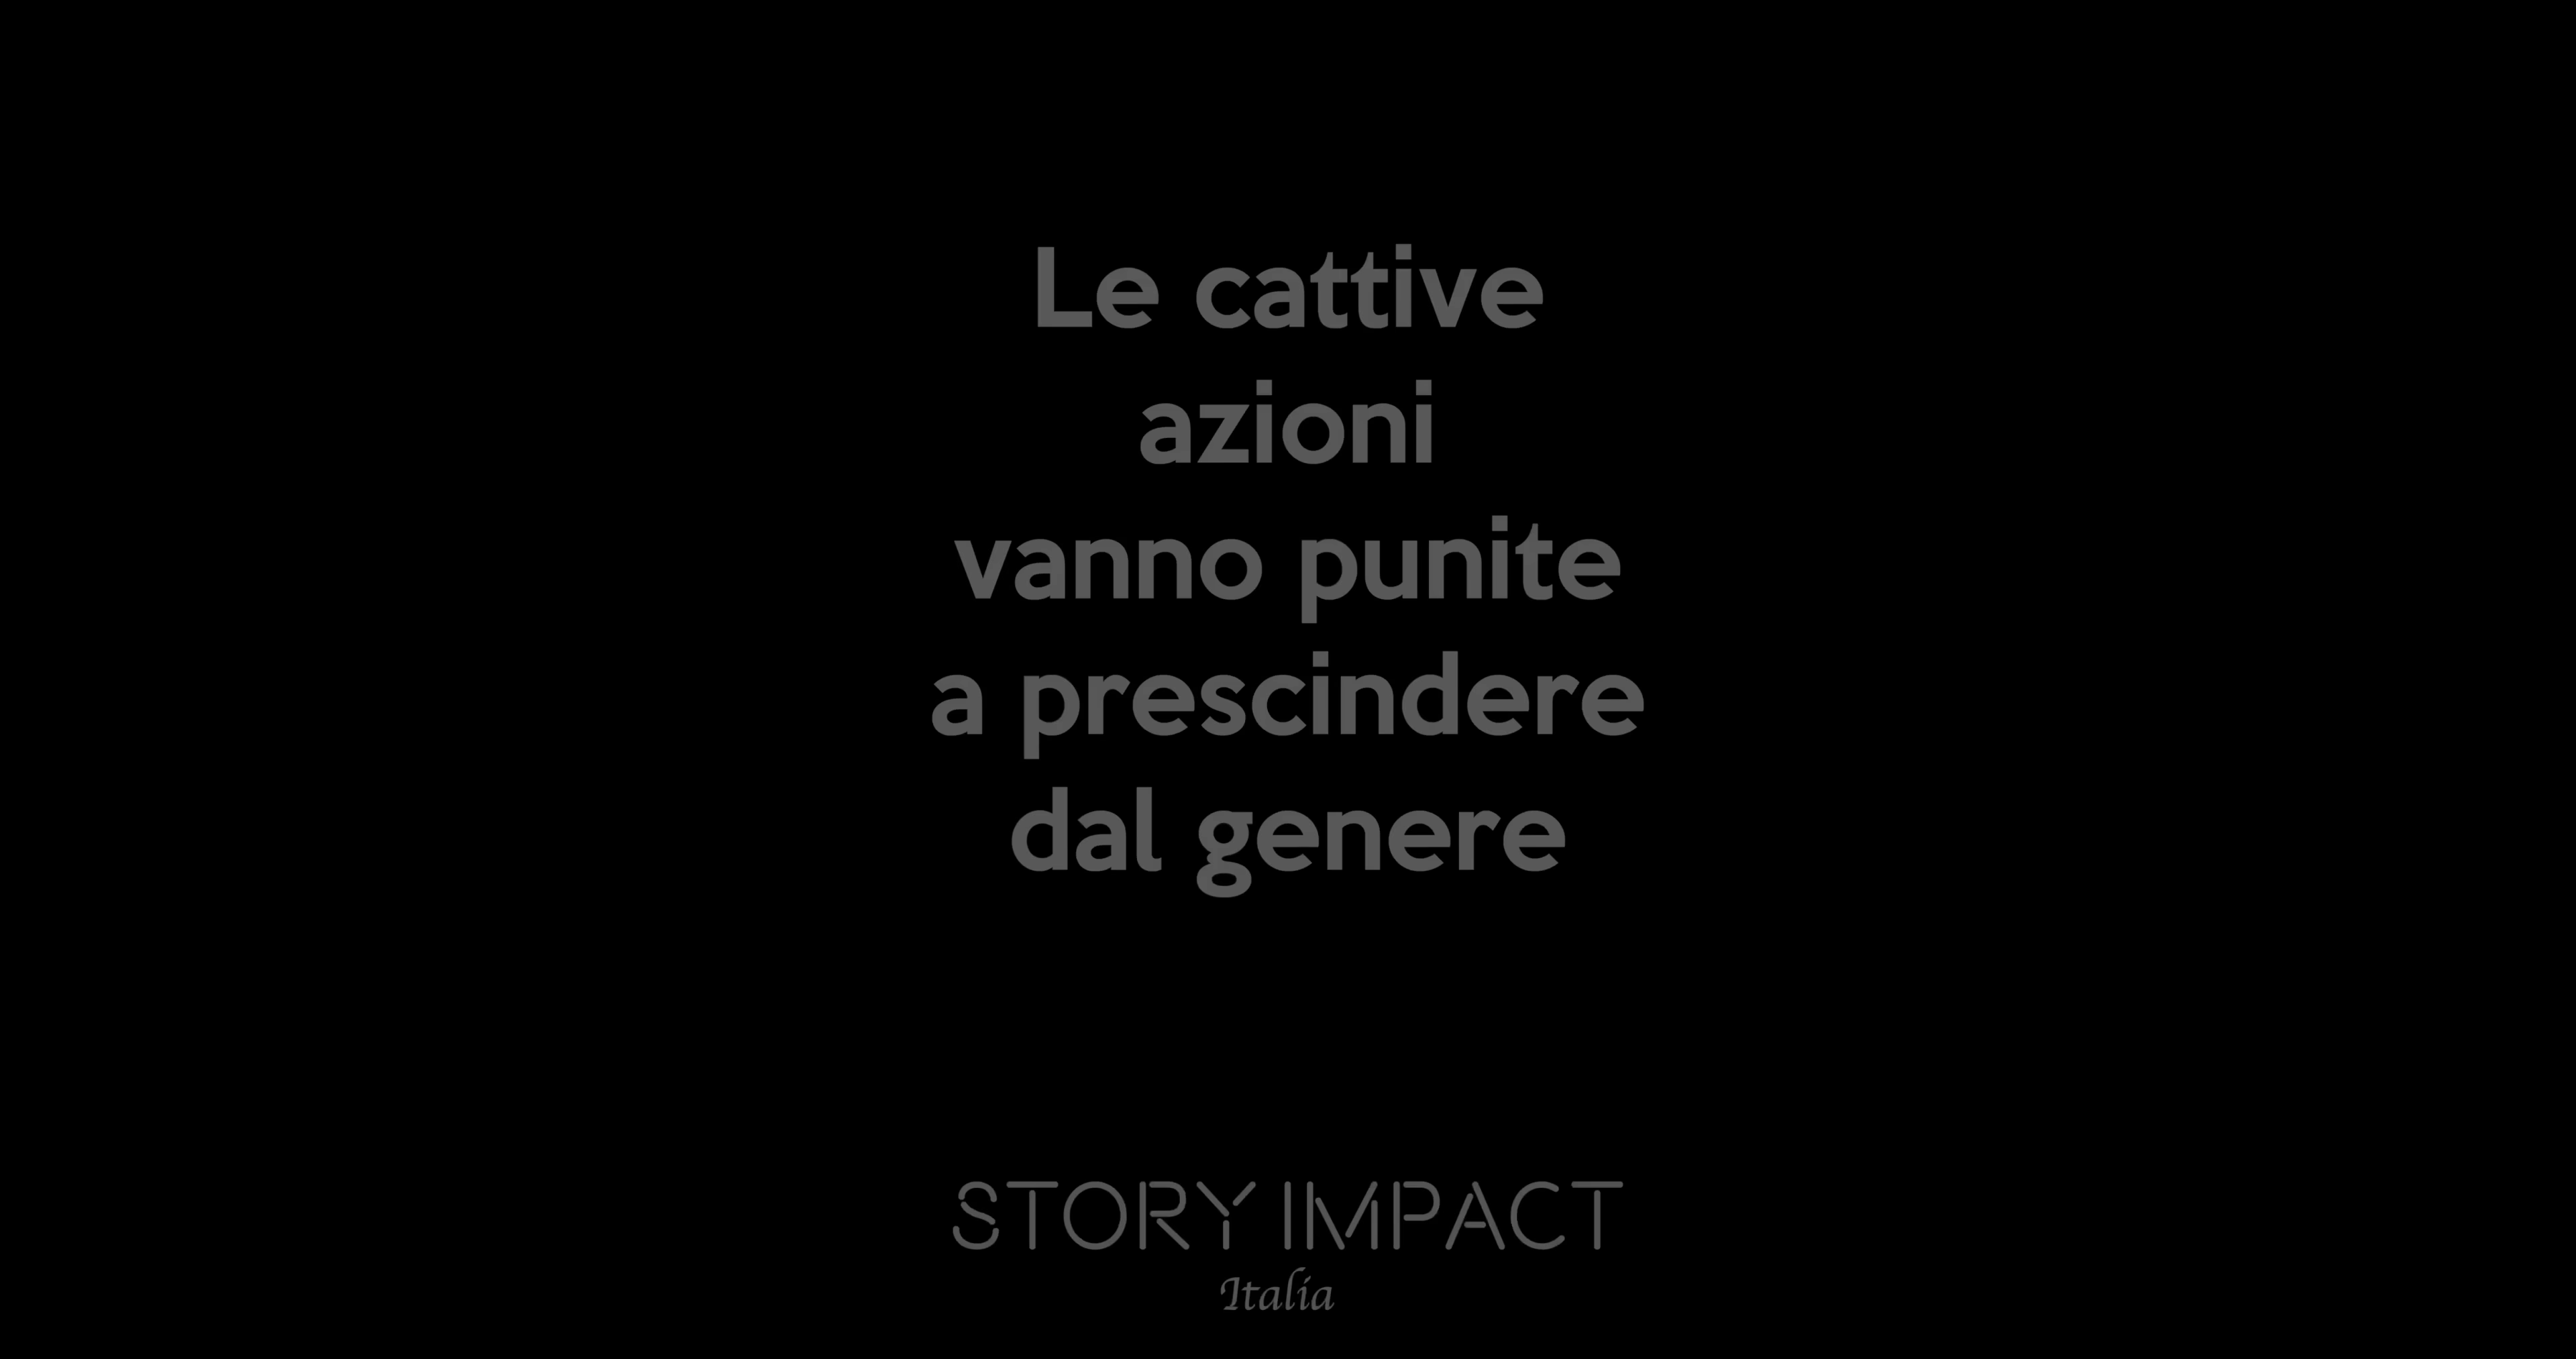 Le cattive
azioni
vanno punite
a prescindere
dal genere
STORY IMPACT
Italia